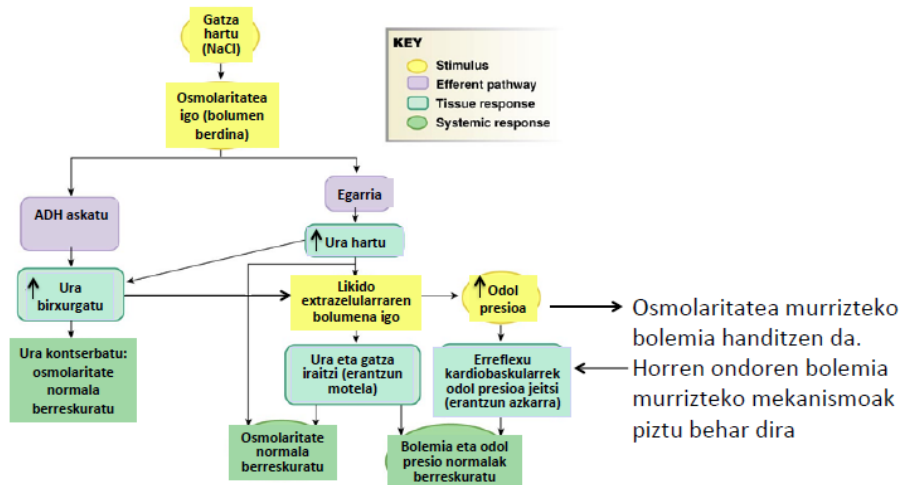 Gatza
hartu
(NaCl)
KEY
Stimulus
Efferent pathway
Tissue response
Systemic response
Osmolaritatea
igo (bolumen
berdina)
ADH askatu
Egarria
Ura hartu
Ura
birxurgatu
Likido
extrazelularraren
bolumena igo
Odol
presioa
Osmolaritatea murrizteko
bolemia handitzen da.
Horren ondoren bolemia
murrizteko mekanismoak
piztu behar dira
Ura kontserbatu:
osmolaritate
normala
berreskuratu
Ura eta gatza
iraitzi (erantzun
motela)
Erreflexu
kardiobaskularrek
odol presioa jeitsi
(erantzun azkarra)
Osmolaritate
normala
berreskuratu
Bolemia eta odol
presio normalak
berreskuratu